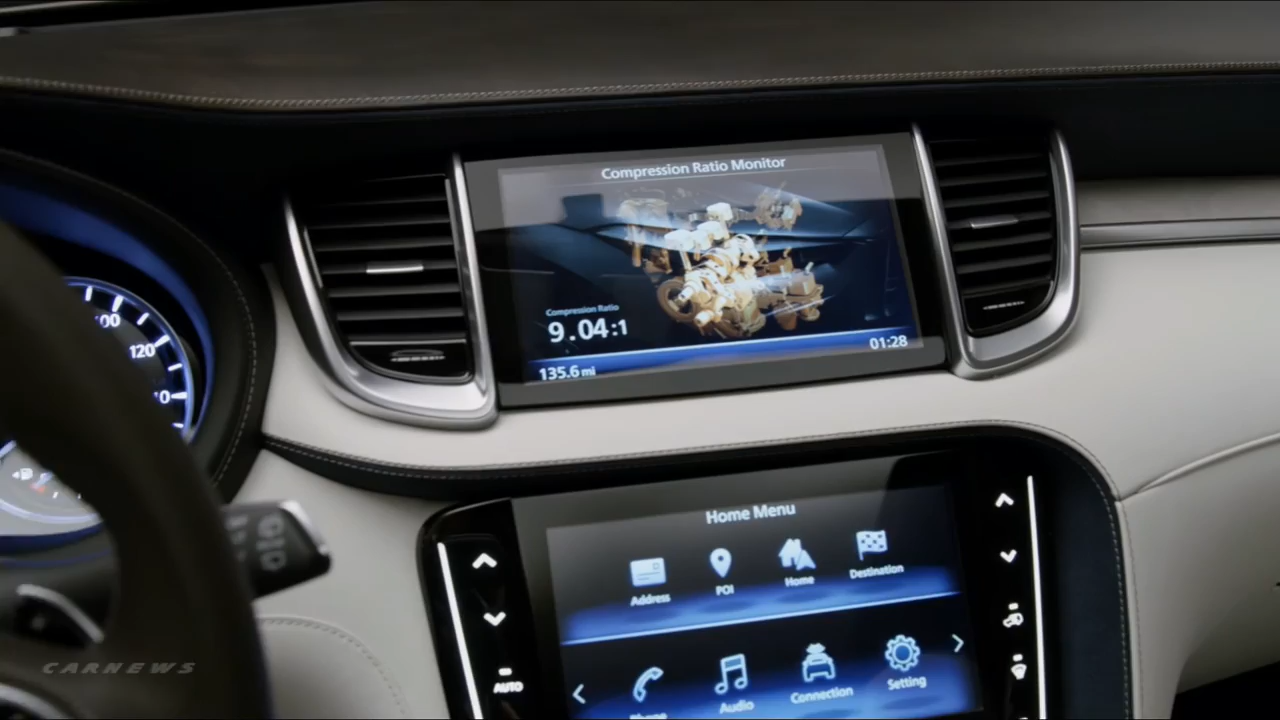 Compression Ratio Monitor
Compression Ratio
9.04:1
135.6 mi
01:28
120
Home Menu
Address
POI
Home
Destination
AUTO
Audio
Connection
Setting
CARNEWS